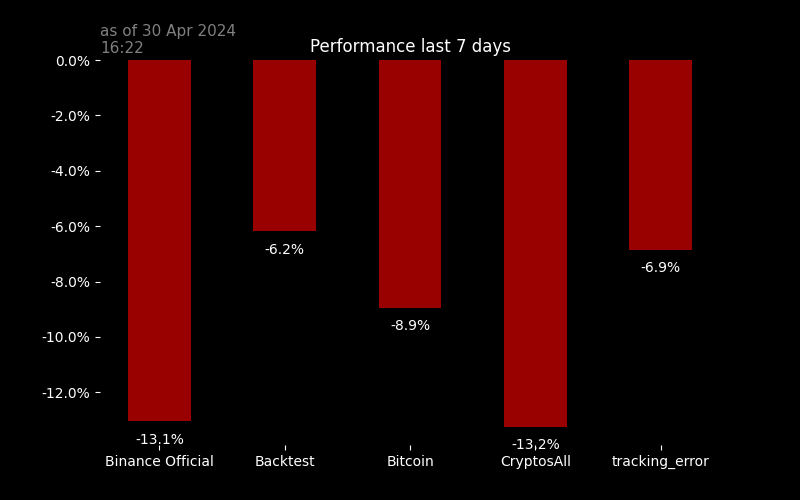 as of 30 Apr 2024
16:22
Performance last 7 days
0.0%
-2.0%
-4.0%
-6.0%
-8.0%
-10.0%
-12.0%
-13.1%
-6.2%
-8.9%
-13.2%
-6.9%
Binance Official
Backtest
Bitcoin
CryptosAll
tracking_error